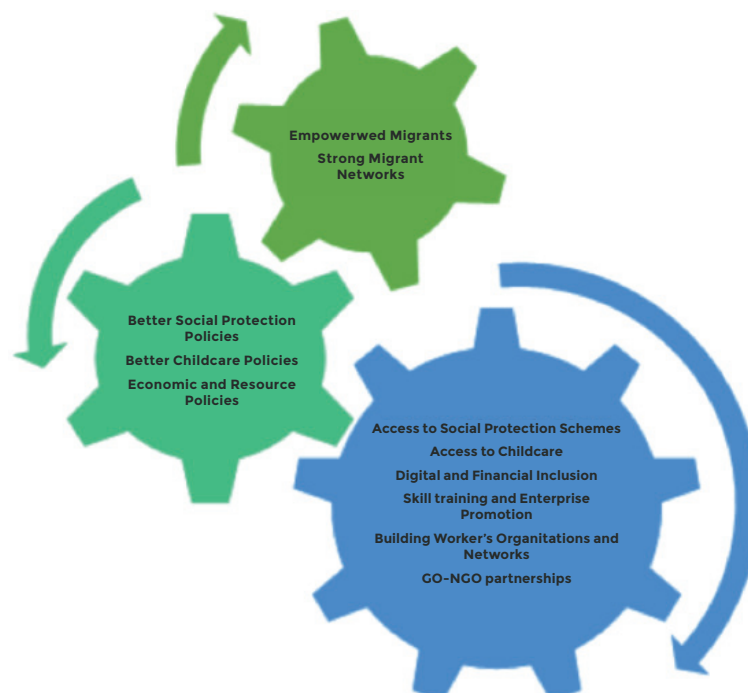 Empowerwed Migrants
Strong Migrant
Networks
Better Social Protection
Policies
Better Childcare Policies
Economic and Resource
Policies
Access to Social Protection Schemes
Access to Childcare
Digital and Financial Inclusion
Skill training and Enterprise
Promotion
Building Worker's Organitations and
Networks
GO-NGO partnerships